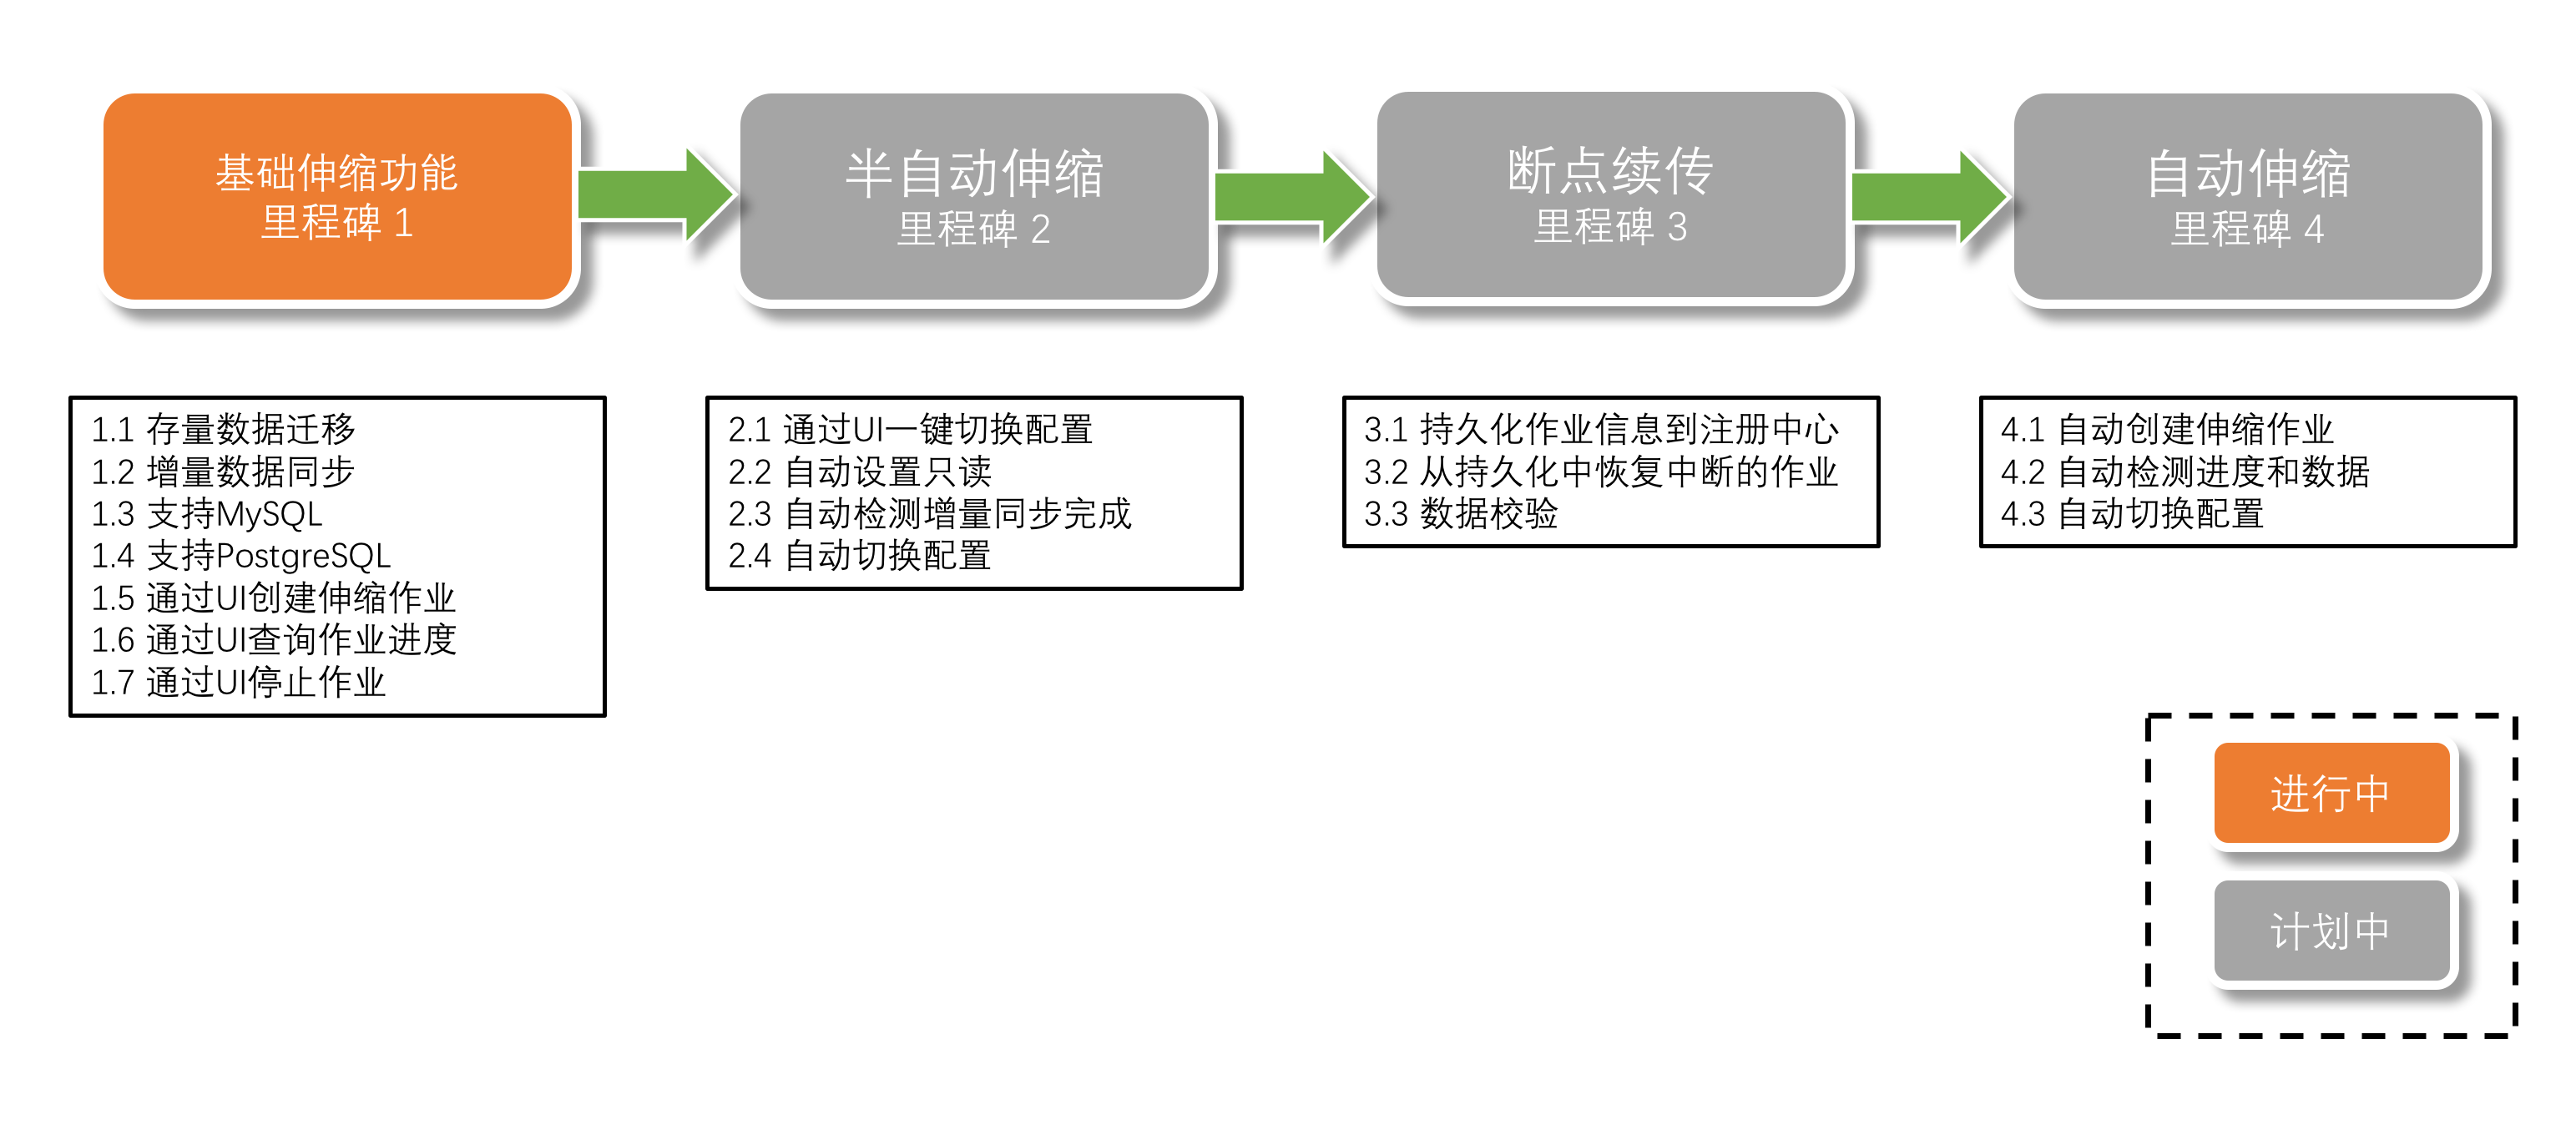 基础伸缩功能
里程碑 1
半自动伸缩
里程碑 2
断点续传
里程碑 3
自动伸缩
里程碑 4
1.1 存量数据迁移
1.2 增量数据同步
1.3 支持MySQL
1.4 支持PostgreSQL
1.5 通过UI创建伸缩作业
1.6 通过UI查询作业进度
1.7 通过UI停止作业
2.1 通过UI一键切换配置
2.2 自动设置只读
2.3 自动检测增量同步完成
2.4 自动切换配置
3.1 持久化作业信息到注册中心
3.2 从持久化中恢复中断的作业
3.3 数据校验
4.1 自动创建伸缩作业
4.2 自动检测进度和数据
4.3 自动切换配置
进行中
计划中